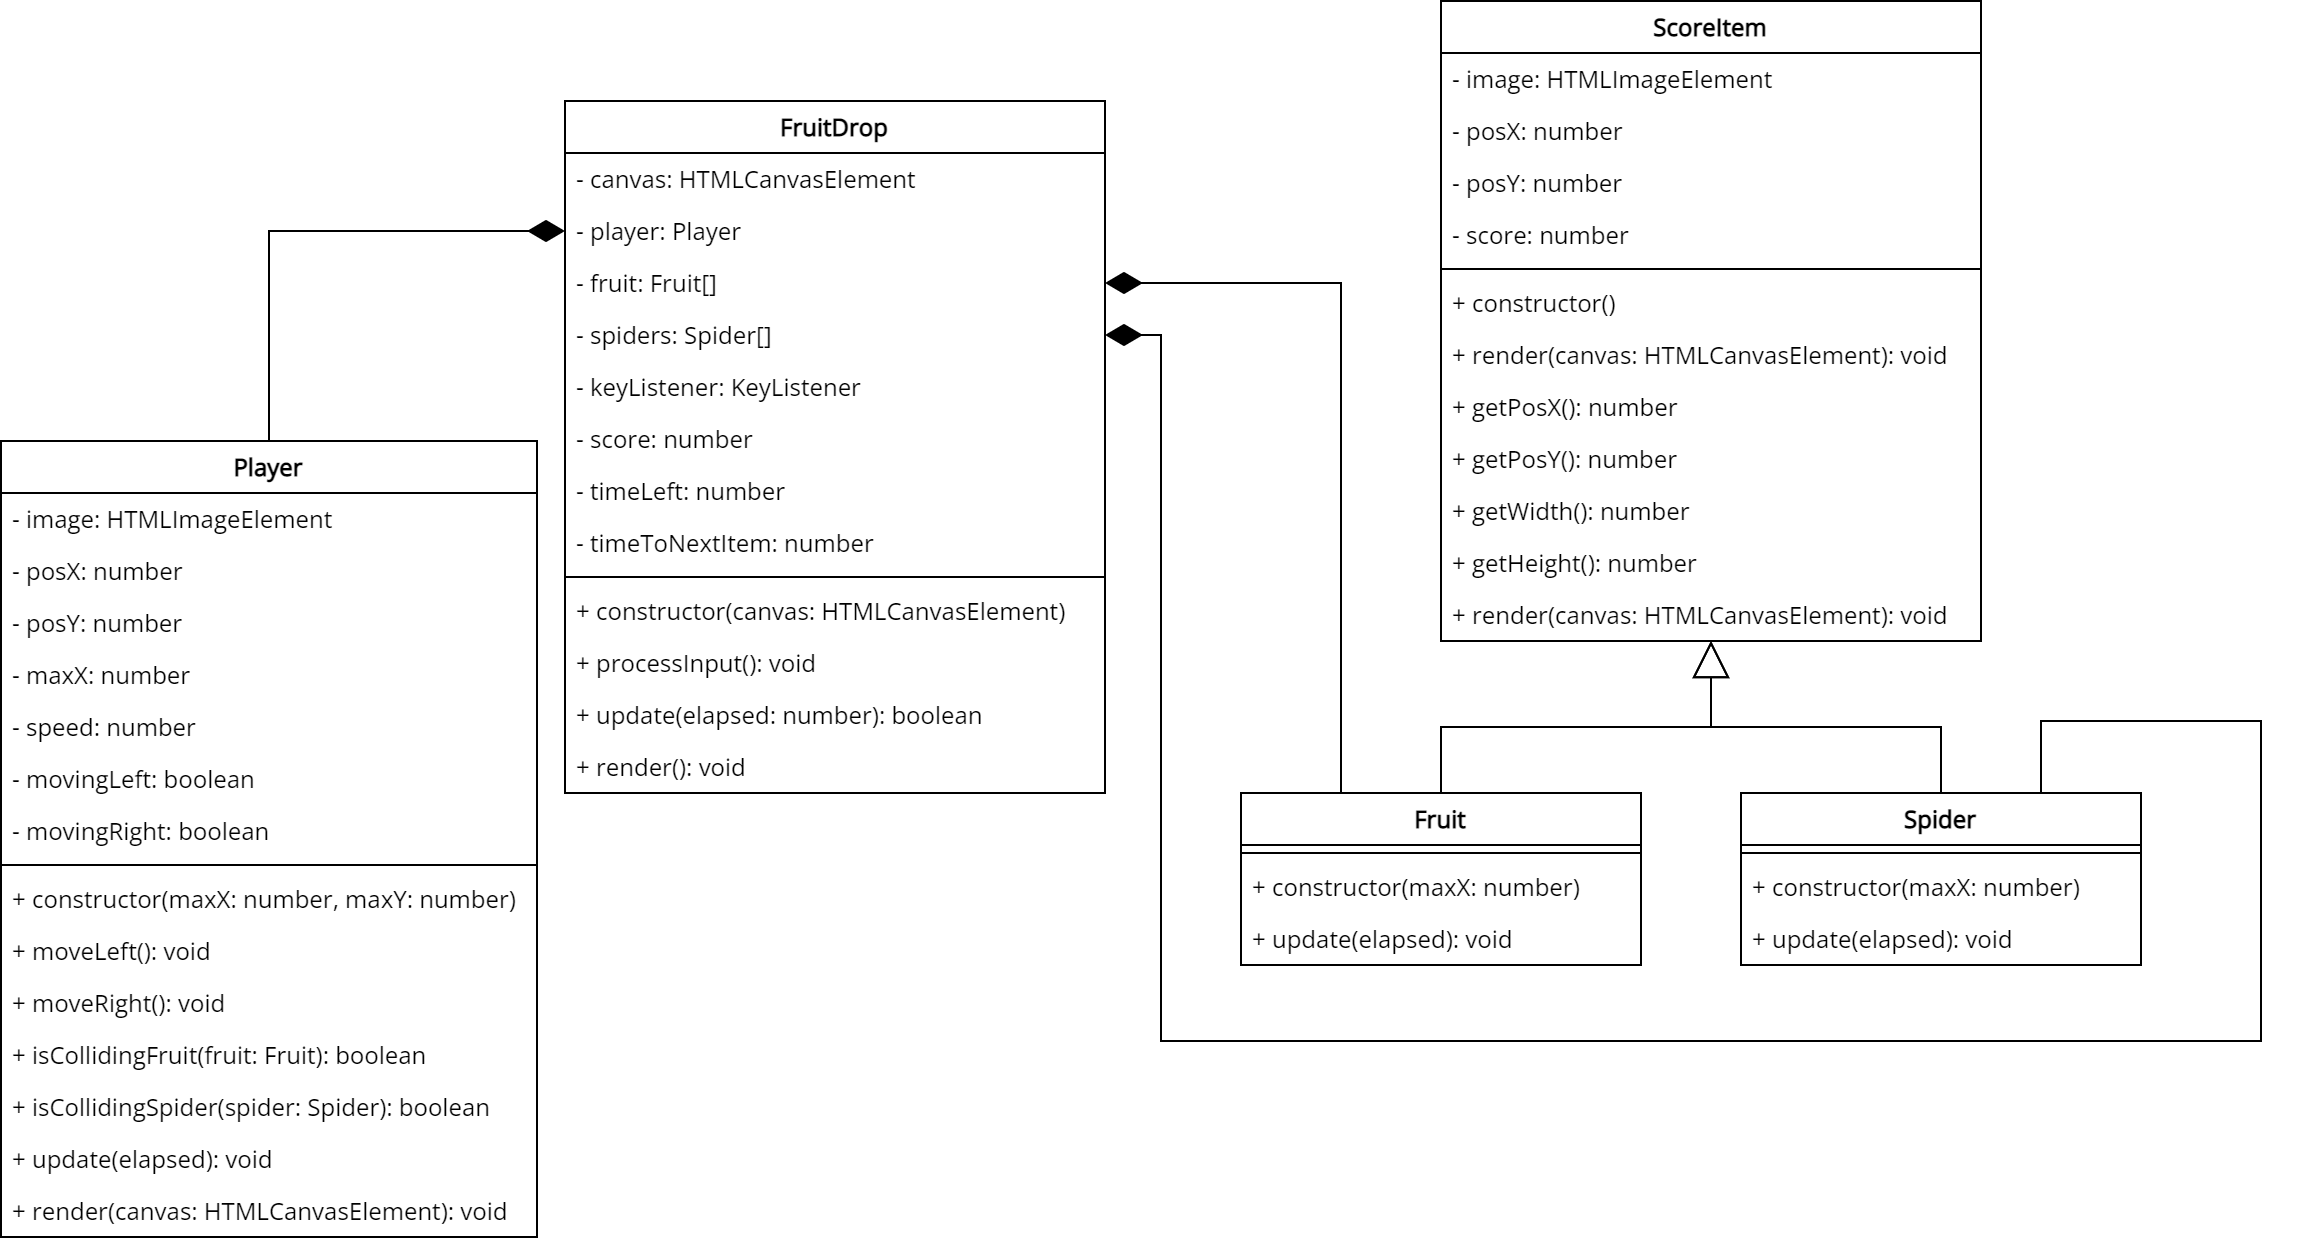 ScoreItem
- image: HTMLImageElement
- posX: number
- posY: number
- score: number
+ constructor()
+ render(canvas: HTMLCanvasElement): void
+ getPosX(): number
+ getPosY(): number
+ getWidth(): number
+ getHeight(): number
+ render(canvas: HTMLCanvasElement): void
FruitDrop
- canvas: HTMLCanvasElement
- player: Player
- fruit: Fruit[]
- spiders: Spider[]
- keyListener: KeyListener
- score: number
- timeLeft: number
- timeToNextItem: number
+ constructor(canvas: HTMLCanvasElement)
+ processInput(): void
+ update(elapsed: number): boolean
+ render(): void
Player
- image: HTMLImageElement
- posX: number
- posY: number
- maxX: number
- speed: number
- movingLeft: boolean
- movingRight: boolean
+ constructor(maxX: number, maxY: number)
+ moveLeft(): void
+ moveRight(): void
+ isCollidingFruit(fruit: Fruit): boolean
+ isCollidingSpider(spider: Spider): boolean
+ update(elapsed): void
+ render(canvas: HTMLCanvasElement): void
Fruit
+ constructor(maxX: number)
+ update(elapsed): void
Spider
+ constructor(maxX: number)
+ update(elapsed): void